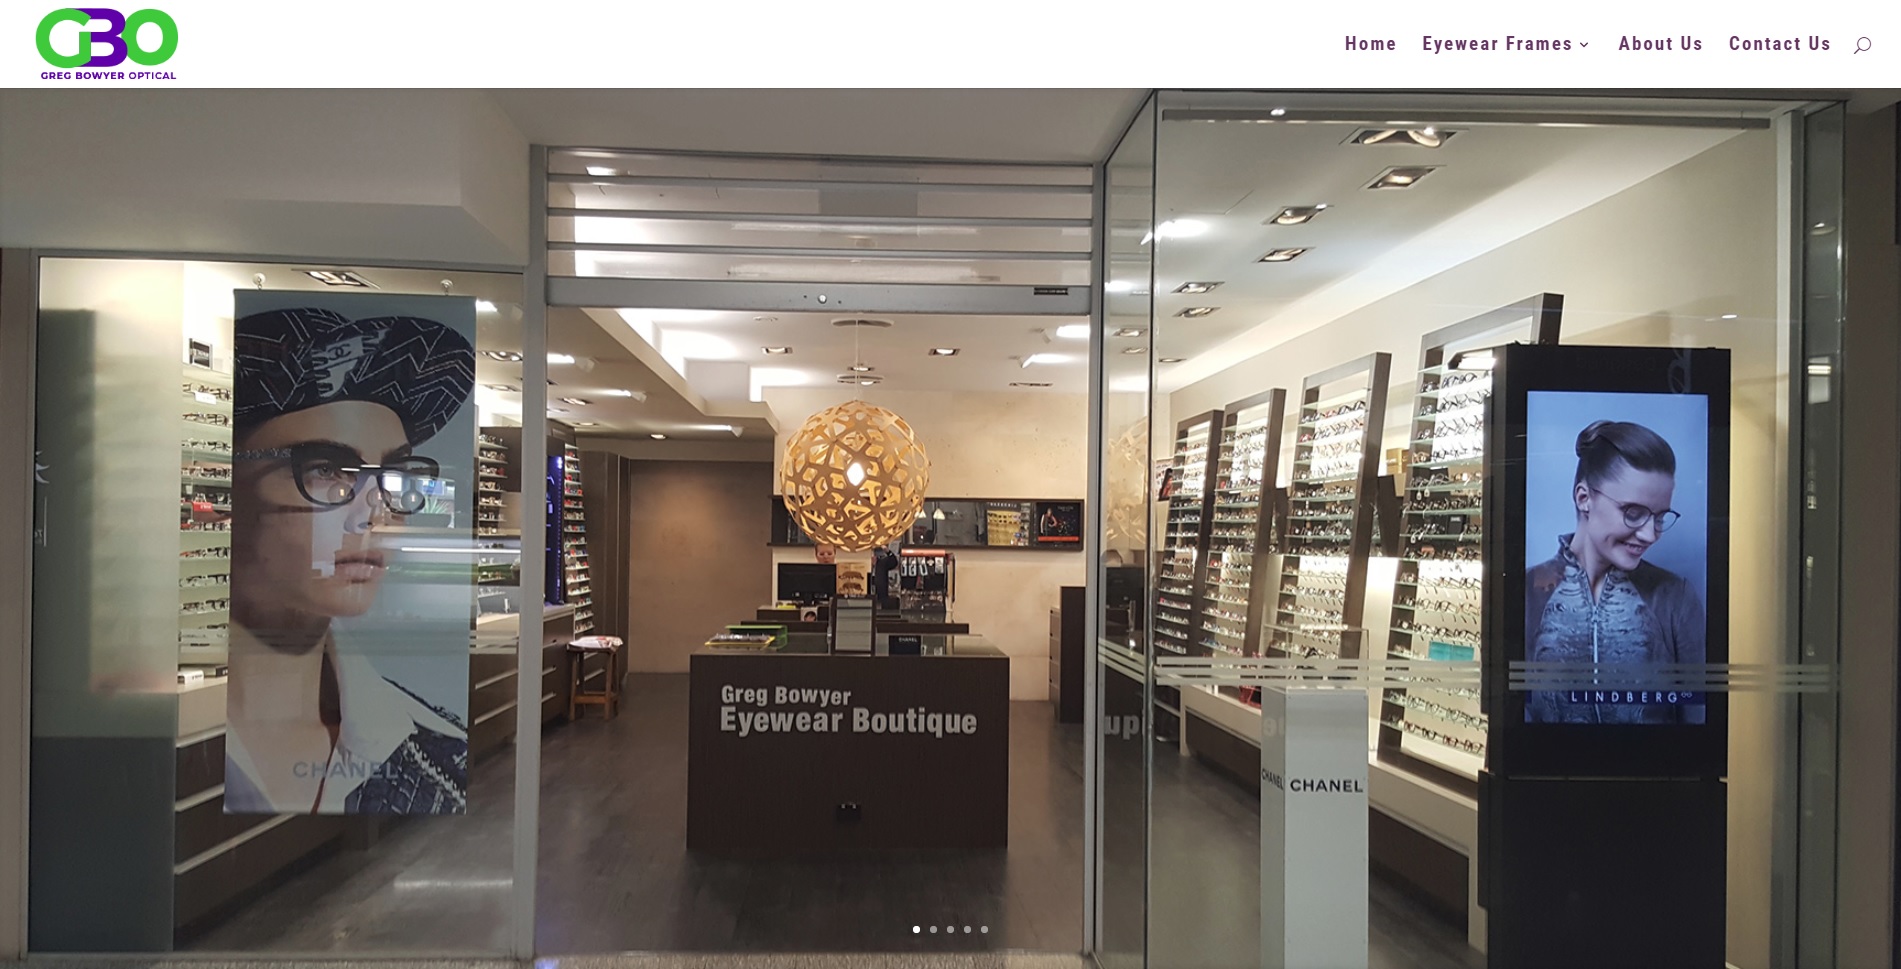 GBO
GREG BOWYER OPTICAL
Home
Eyewear Frames
About Us
Contact Us
CHANEL
Greg Bowyer
Eyewear Boutique
CHANEL
CHANEL
CHANEL
LINDBERG